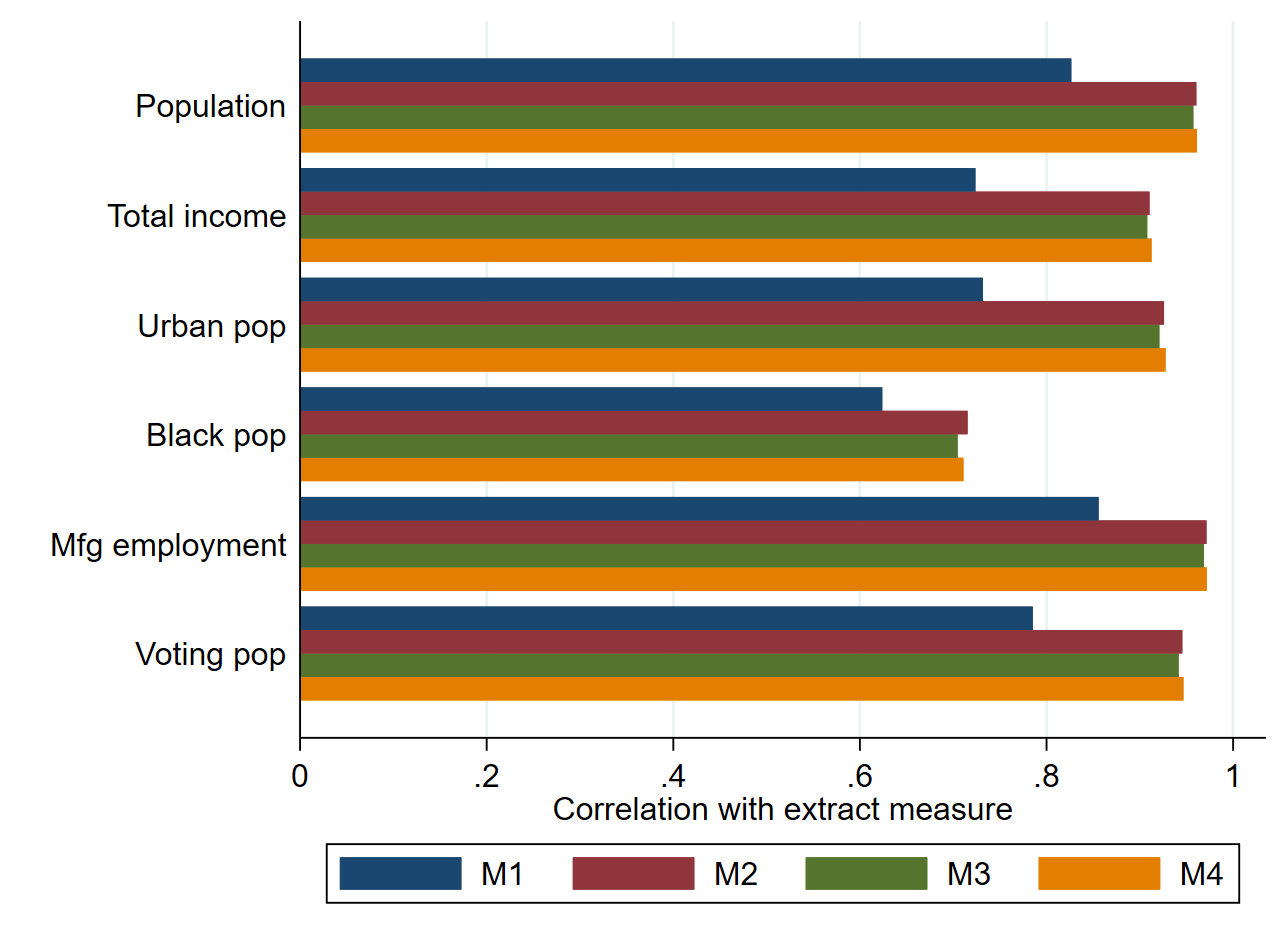 Population
Total income
Urban pop
Black pop
Mfg employment
Voting pop
0 .2 .4 .6 .8 1
Correlation with extract measure
M1 M2 M3 M4